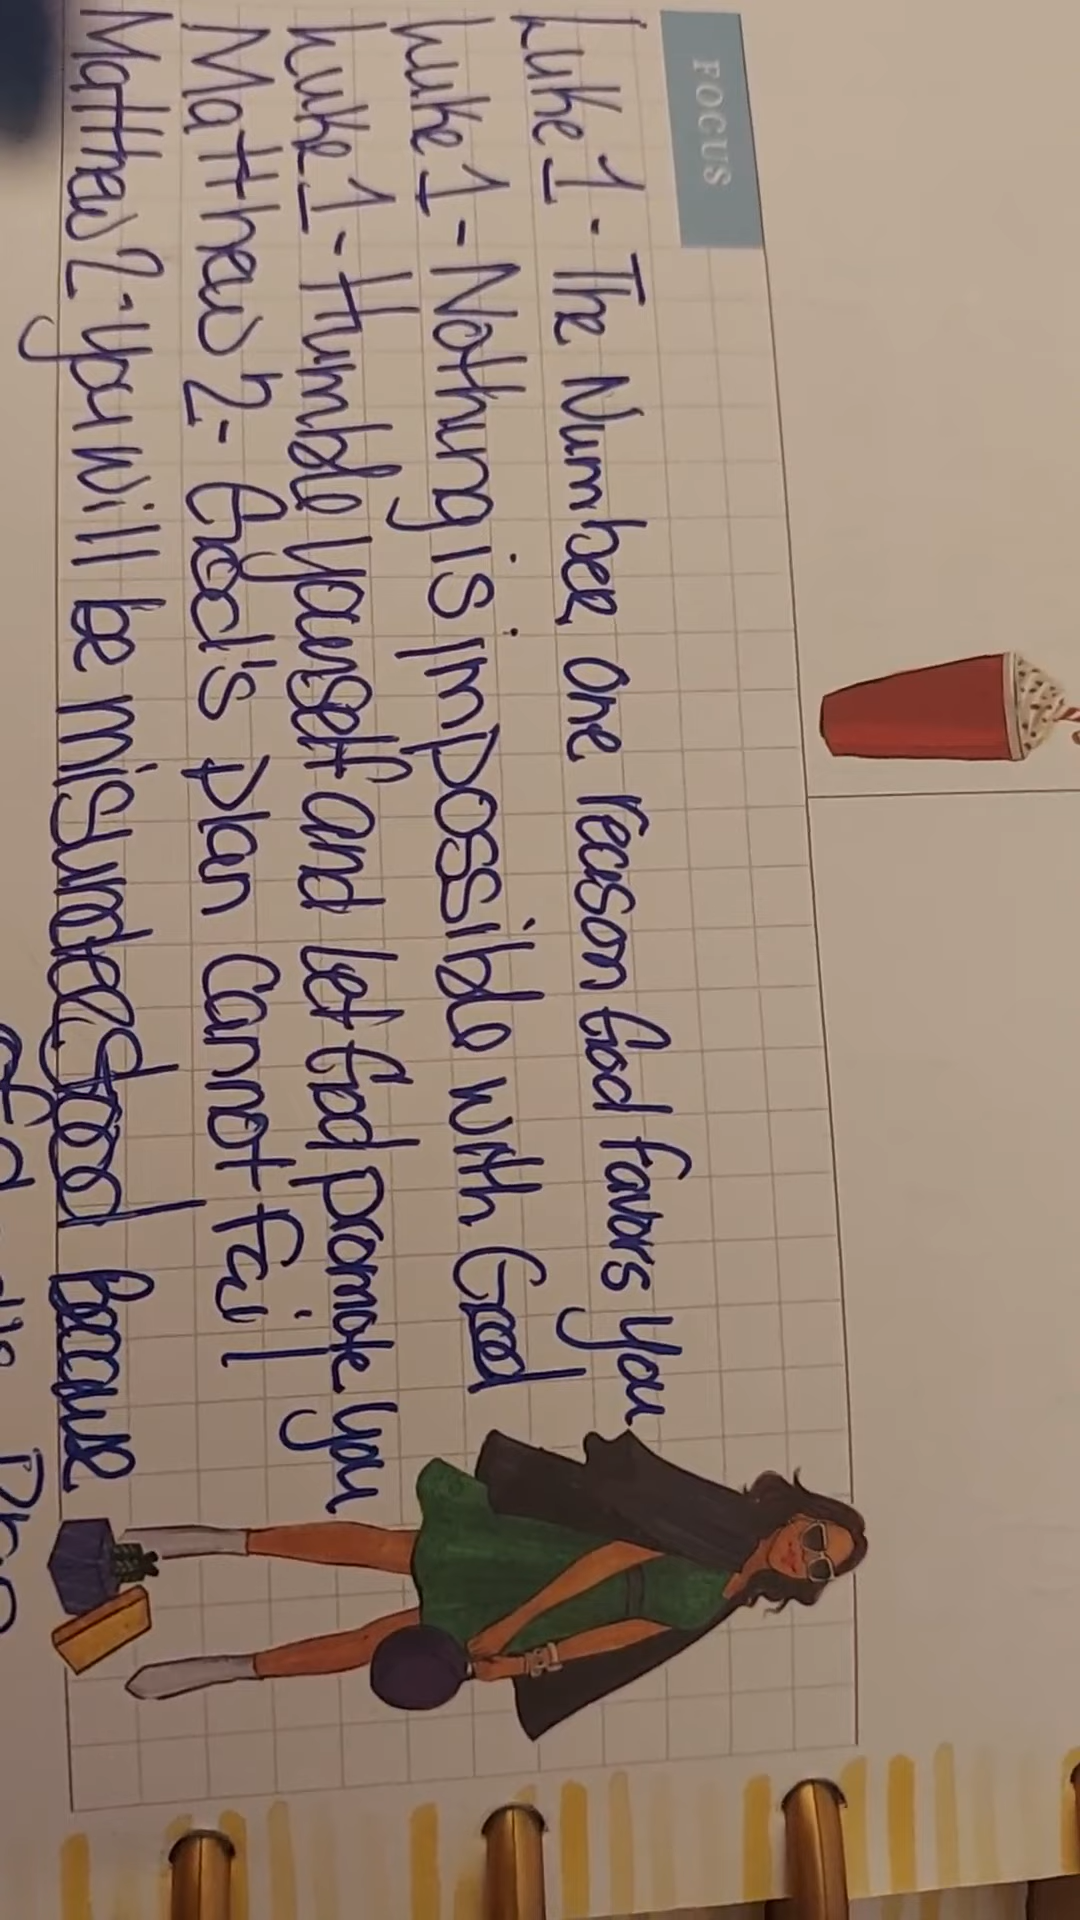 FOCUS
Luke 1 - The Number one reason God favors you
Luke 1 - Nothing is impossible with God
Luke 1 - Humble yourself and let God promote you
Matthew 2 - God's plan cannot fail
Matthew 2 - you will be misunderstood because